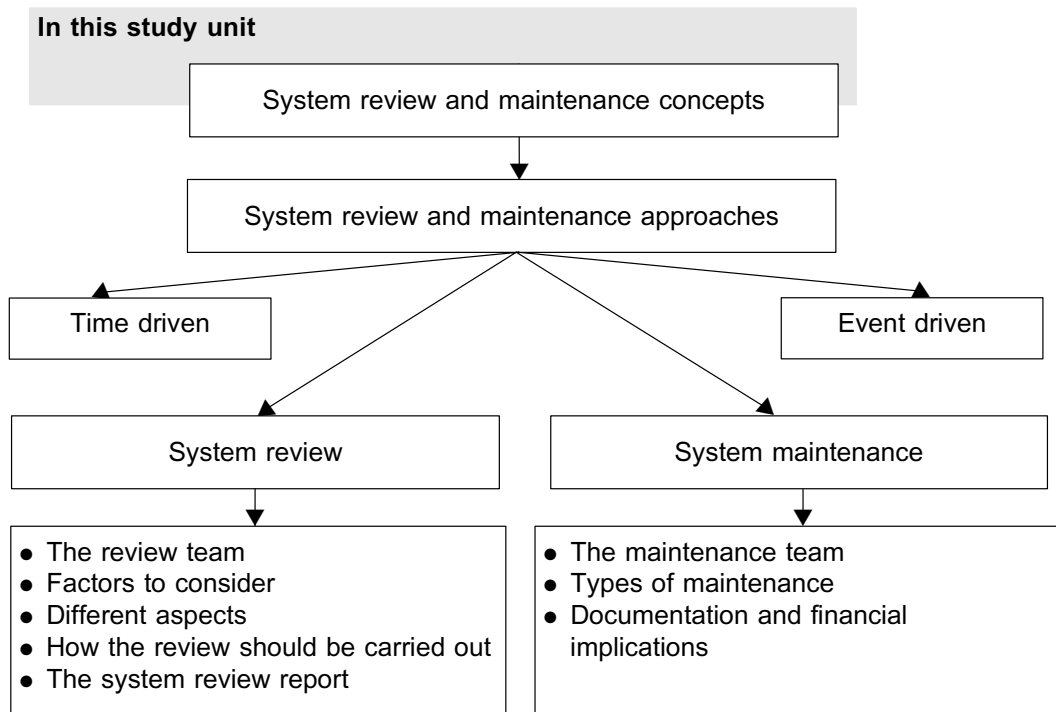 In this study unit
System review and maintenance concepts
System review and maintenance approaches
Time driven
Event driven
System review
System maintenance
● The review team
● Factors to consider
● Different aspects
● How the review should be carried out
● The system review report
● The maintenance team
● Types of maintenance
● Documentation and financial
implications